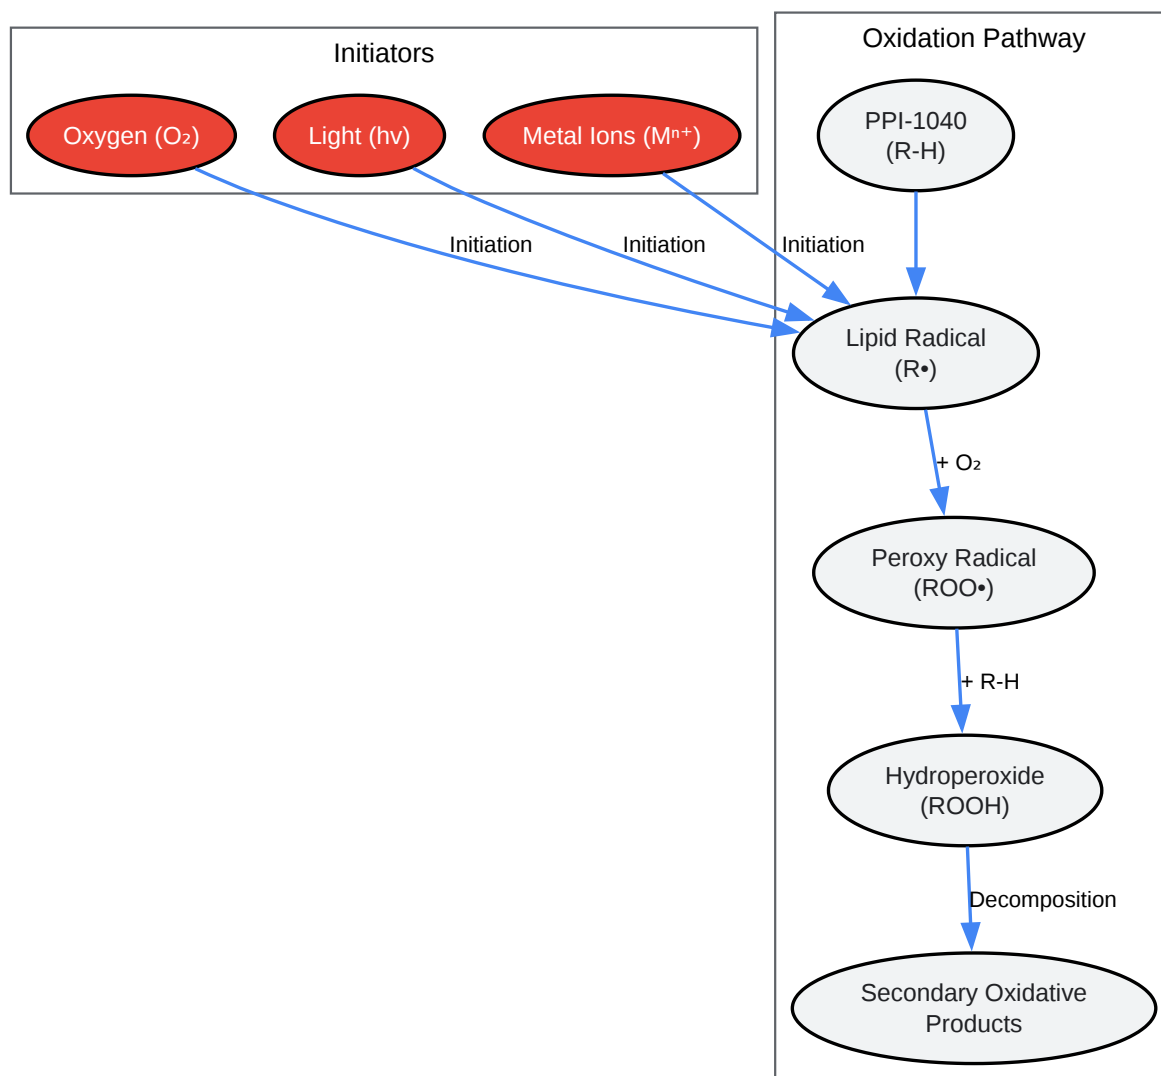 Initiators
Oxygen (O₂)
Light (hv)
Metal Ions (Mⁿ⁺)
Oxidation Pathway
PPI-1040
(R-H)
Initiation
Initiation
Initiation
Lipid Radical
(R•)
+ O₂
Peroxy Radical
(ROO•)
+ R-H
Hydroperoxide
(ROOH)
Decomposition
Secondary Oxidative
Products